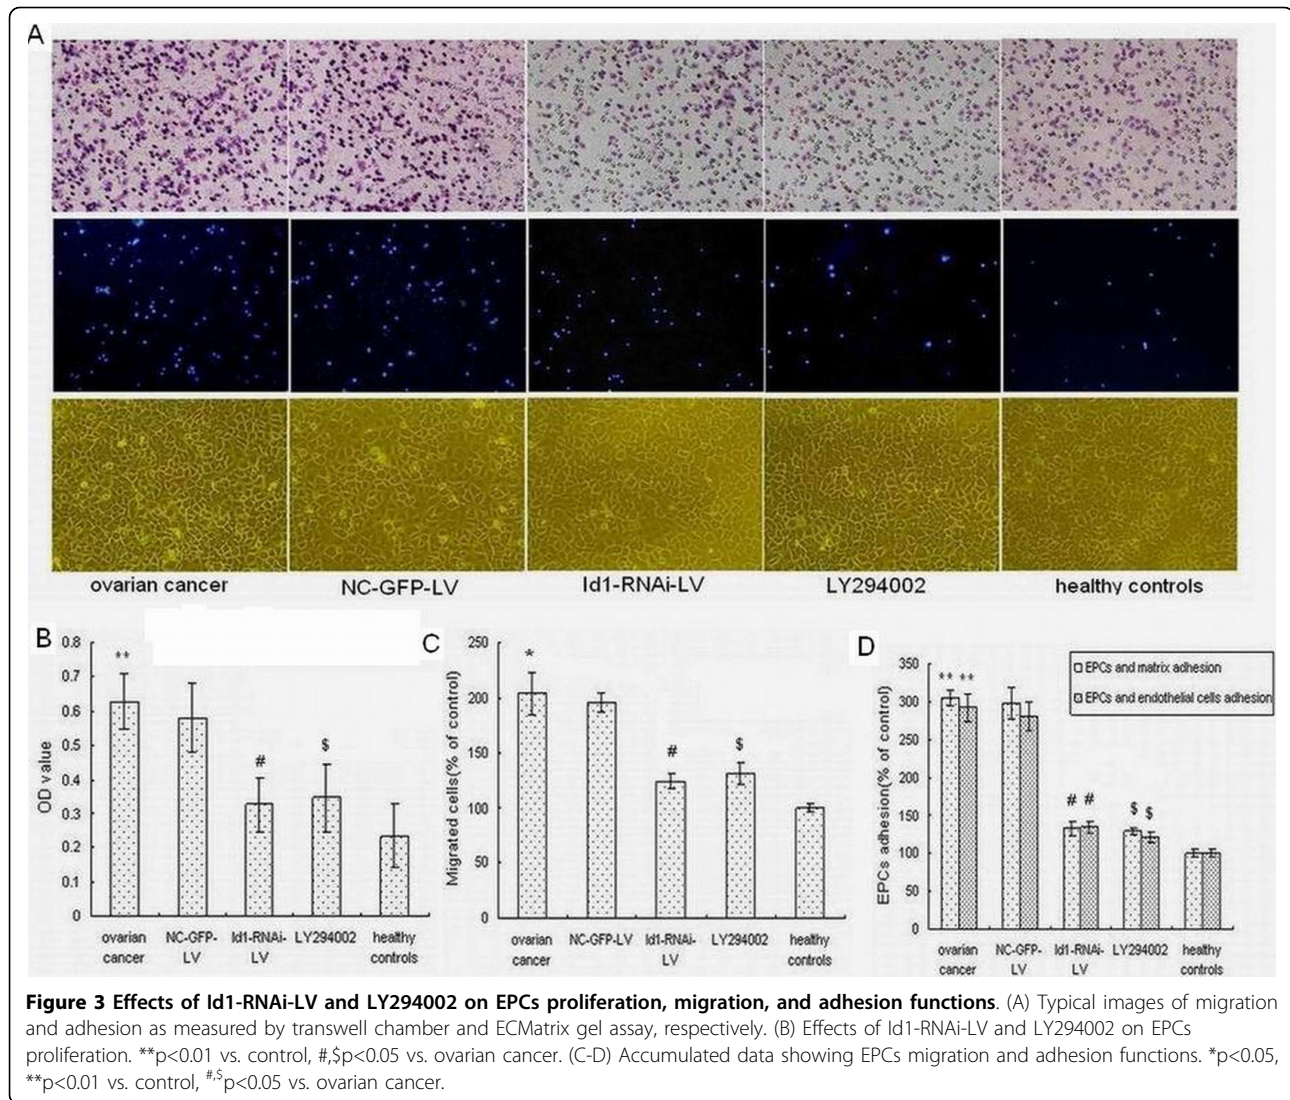 A
ovarian cancer NC-GFP-LV Id1-RNAi-LV LY294002 healthy controls
B
0.8
0.7
0.6
0.5
0.4
0.3
0.2
0.1
0
OD value
**
#
$
ovarian cancer
NC-GFP-LV
Id1-RNAi-LV
LY294002
healthy controls
C
250
200
150
100
50
0
Migrated cells(% of control)
*
#
$
ovarian cancer
NC-GFP-LV
Id1-RNAi-LV
LY294002
healthy controls
D
350
300
250
200
150
100
50
0
EPCs adhesion(% of control)
EPCs and matrix adhesion
EPCs and endothelial cells adhesion
** **
# #
$ $
ovarian cancer
NC-GFP-LV
Id1-RNAi-LV
LY294002
healthy controls
Figure 3 Effects of Id1-RNAi-LV and LY294002 on EPCs proliferation, migration, and adhesion functions. (A) Typical images of migration
and adhesion as measured by transwell chamber and ECMatrix gel assay, respectively. (B) Effects of Id1-RNAi-LV and LY294002 on EPCs
proliferation. **p<0.01 vs. control, #,$p<0.05 vs. ovarian cancer. (C-D) Accumulated data showing EPCs migration and adhesion functions. *p<0.05,
**p<0.01 vs. control, #,$p<0.05 vs. ovarian cancer.